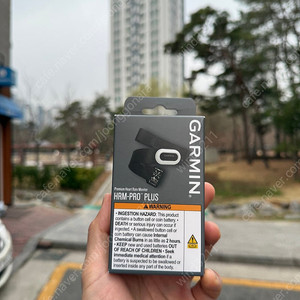 GARMIN
Premium Heart Rate Monitor
HRM-PRO™ PLUS
WARNING
• INGESTION HAZARD: This product
contains a button cell or coin battery.
• DEATH or serious injury can occur if
ingested.
• A swallowed button cell
or coin battery can cause Internal
Chemical Burns in as little as 2 hours.
• KEEP new and used batteries OUT
OF REACH of CHILDREN. • Seek
immediate medical attention if a
battery is suspected to be swallowed or
inserted inside any part of the body.